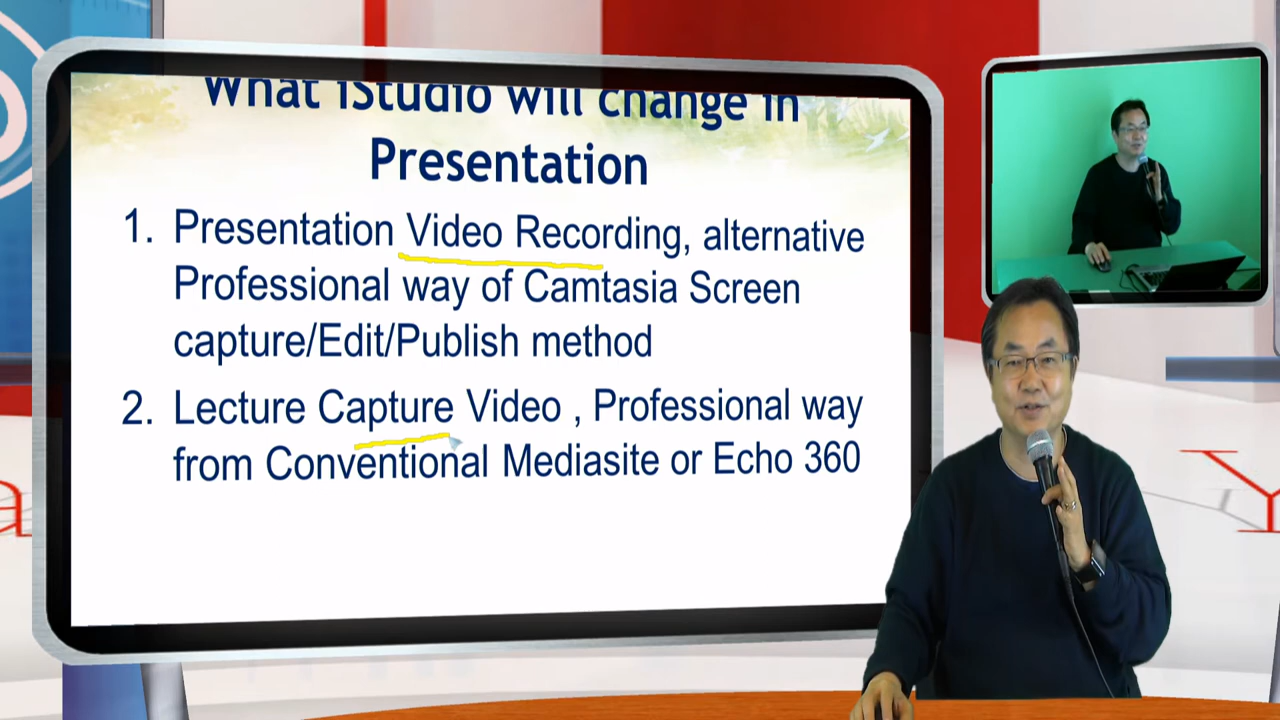 What iStudio will change in
Presentation
1. Presentation Video Recording, alternative
Professional way of Camtasia Screen
capture/Edit/Publish method
2. Lecture Capture Video , Professional way
from Conventional Mediasite or Echo 360
a
Y